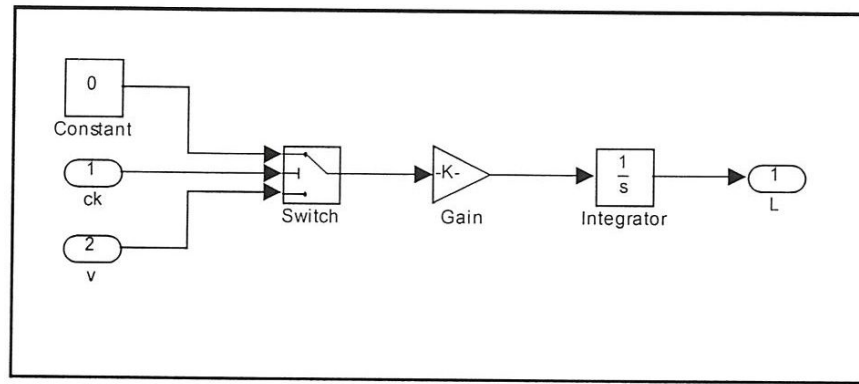 0
Constant
1
ck
2
v
Switch
-K-
Gain
1
s
Integrator
1
L